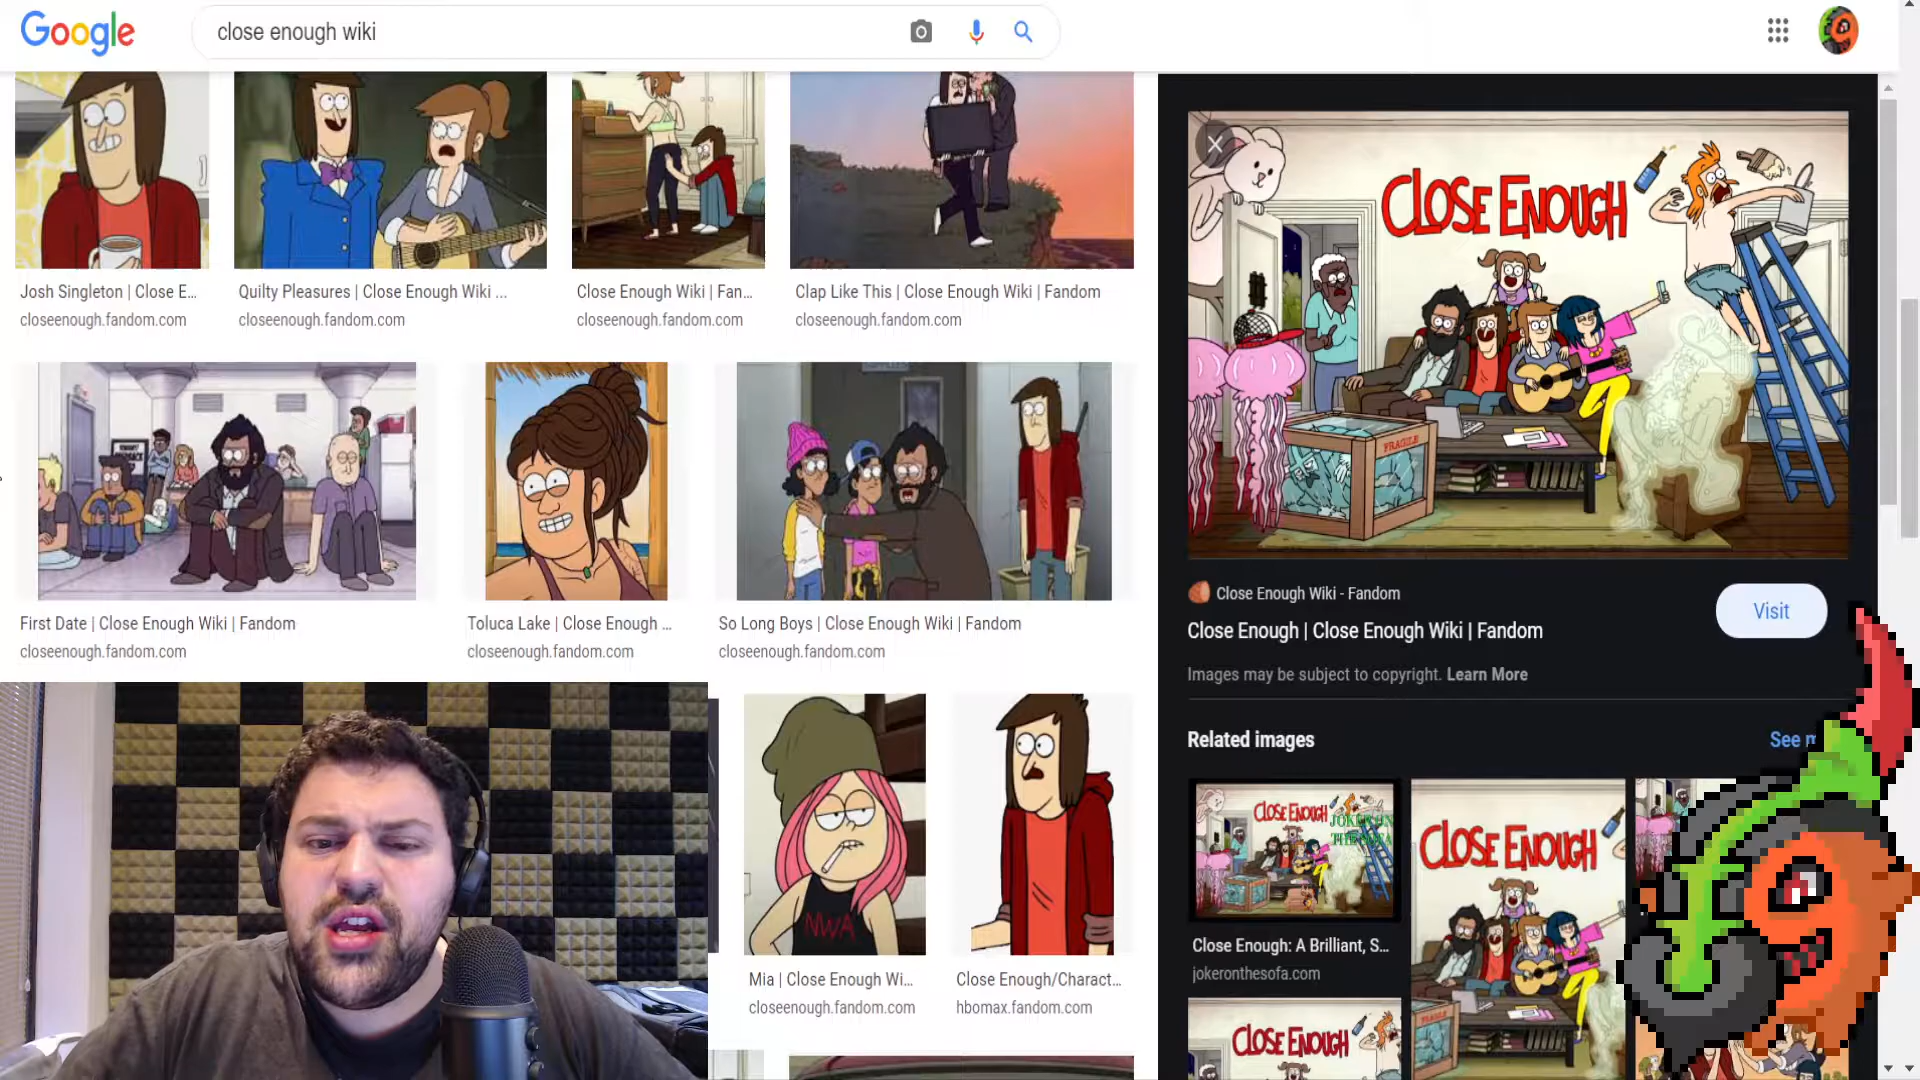 Google
close enough wiki
Josh Singleton | Close E...
closeenough.fandom.com
Quilty Pleasures | Close Enough Wiki ...
closeenough.fandom.com
Close Enough Wiki | Fan...
closeenough.fandom.com
Clap Like This | Close Enough Wiki | Fandom
closeenough.fandom.com
First Date | Close Enough Wiki | Fandom
closeenough.fandom.com
Toluca Lake | Close Enough ...
closeenough.fandom.com
So Long Boys | Close Enough Wiki | Fandom
closeenough.fandom.com
NWA
Mia | Close Enough Wi...
closeenough.fandom.com
Close Enough/Charact...
hbomax.fandom.com
CLOSE ENOUGH
FRAGILE
Close Enough Wiki - Fandom
Close Enough | Close Enough Wiki | Fandom
Visit
Images may be subject to copyright. Learn More
Related images
See m
CLOSE ENOUGH
JOKER ON
CLOSE ENOUGH
Close Enough: A Brilliant, S...
jokeronthesofa.com
CLOSE ENOUGH